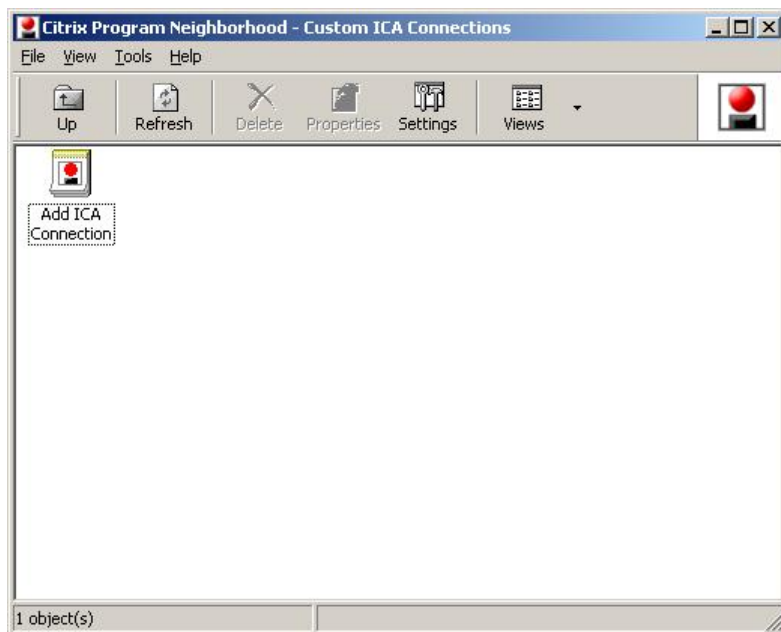 Citrix Program Neighborhood - Custom ICA Connections
File View Tools Help
Up Refresh Delete Properties Settings Views
Add ICA
Connection
1 object(s)